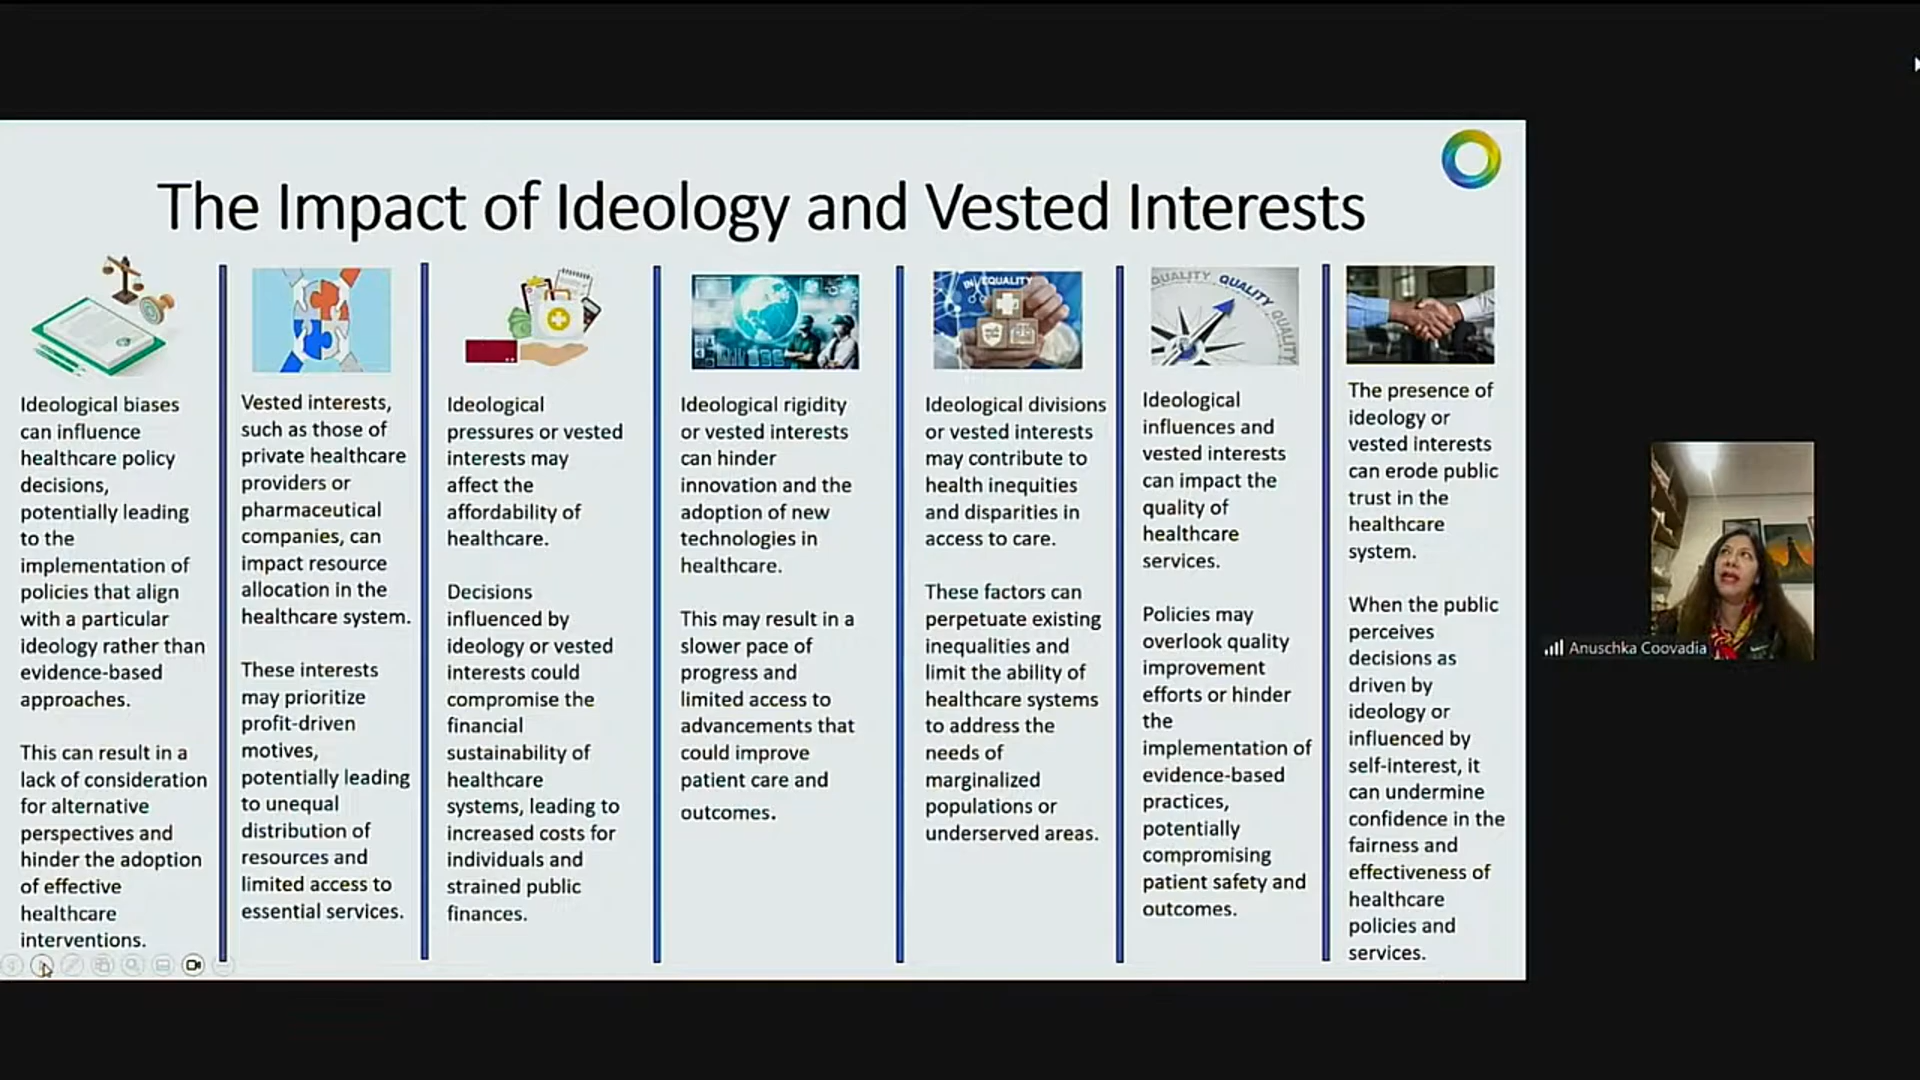 The Impact of Ideology and Vested Interests
Ideological biases
can influence
healthcare policy
decisions,
potentially leading
to the
implementation of
policies that align
with a particular
ideology rather than
evidence-based
approaches.
This can result in a
lack of consideration
for alternative
perspectives and
hinder the adoption
of effective
healthcare
interventions.
Vested interests,
such as those of
private healthcare
providers or
pharmaceutical
companies, can
impact resource
allocation in the
healthcare system.
These interests
may prioritize
profit-driven
motives,
potentially leading
to unequal
distribution of
resources and
limited access to
essential services.
Ideological
pressures or vested
interests may
affect the
affordability of
healthcare.
Decisions
influenced by
ideology or vested
interests could
compromise the
financial
sustainability of
healthcare
systems, leading to
increased costs for
individuals and
strained public
finances.
Ideological rigidity
or vested interests
can hinder
innovation and the
adoption of new
technologies in
healthcare.
This may result in a
slower pace of
progress and
limited access to
advancements that
could improve
patient care and
outcomes.
IN EQUALITY
Ideological divisions
or vested interests
may contribute to
health inequities
and disparities in
access to care.
These factors can
perpetuate existing
inequalities and
limit the ability of
healthcare systems
to address the
needs of
marginalized
populations or
underserved areas.
QUALITY
QUALITY
QUALITY
Ideological
influences and
vested interests
can impact the
quality of
healthcare
services.
Policies may
overlook quality
improvement
efforts or hinder
the
implementation of
evidence-based
practices,
potentially
compromising
patient safety and
outcomes.
The presence of
ideology or
vested interests
can erode public
trust in the
healthcare
system.
When the public
perceives
decisions as
driven by
ideology or
influenced by
self-interest, it
can undermine
confidence in the
fairness and
effectiveness of
healthcare
policies and
services.
Anuschka Coovadia